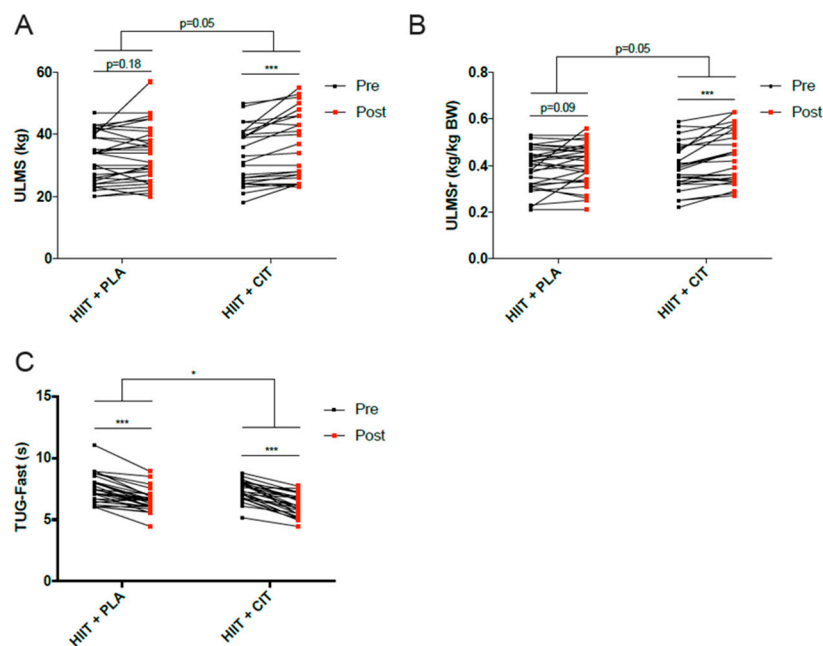 A
p=0.05
p=0.18
***
60
40
20
0
ULMS (kg)
HIIT + PLA
HIIT + CIT
Pre
Post
B
p=0.05
p=0.09
***
0.8
0.6
0.4
0.2
0.0
ULMSr (kg/kg BW)
HIIT + PLA
HIIT + CIT
Pre
Post
C
*
***
***
15
10
5
0
TUG-Fast (s)
HIIT + PLA
HIIT + CIT
Pre
Post